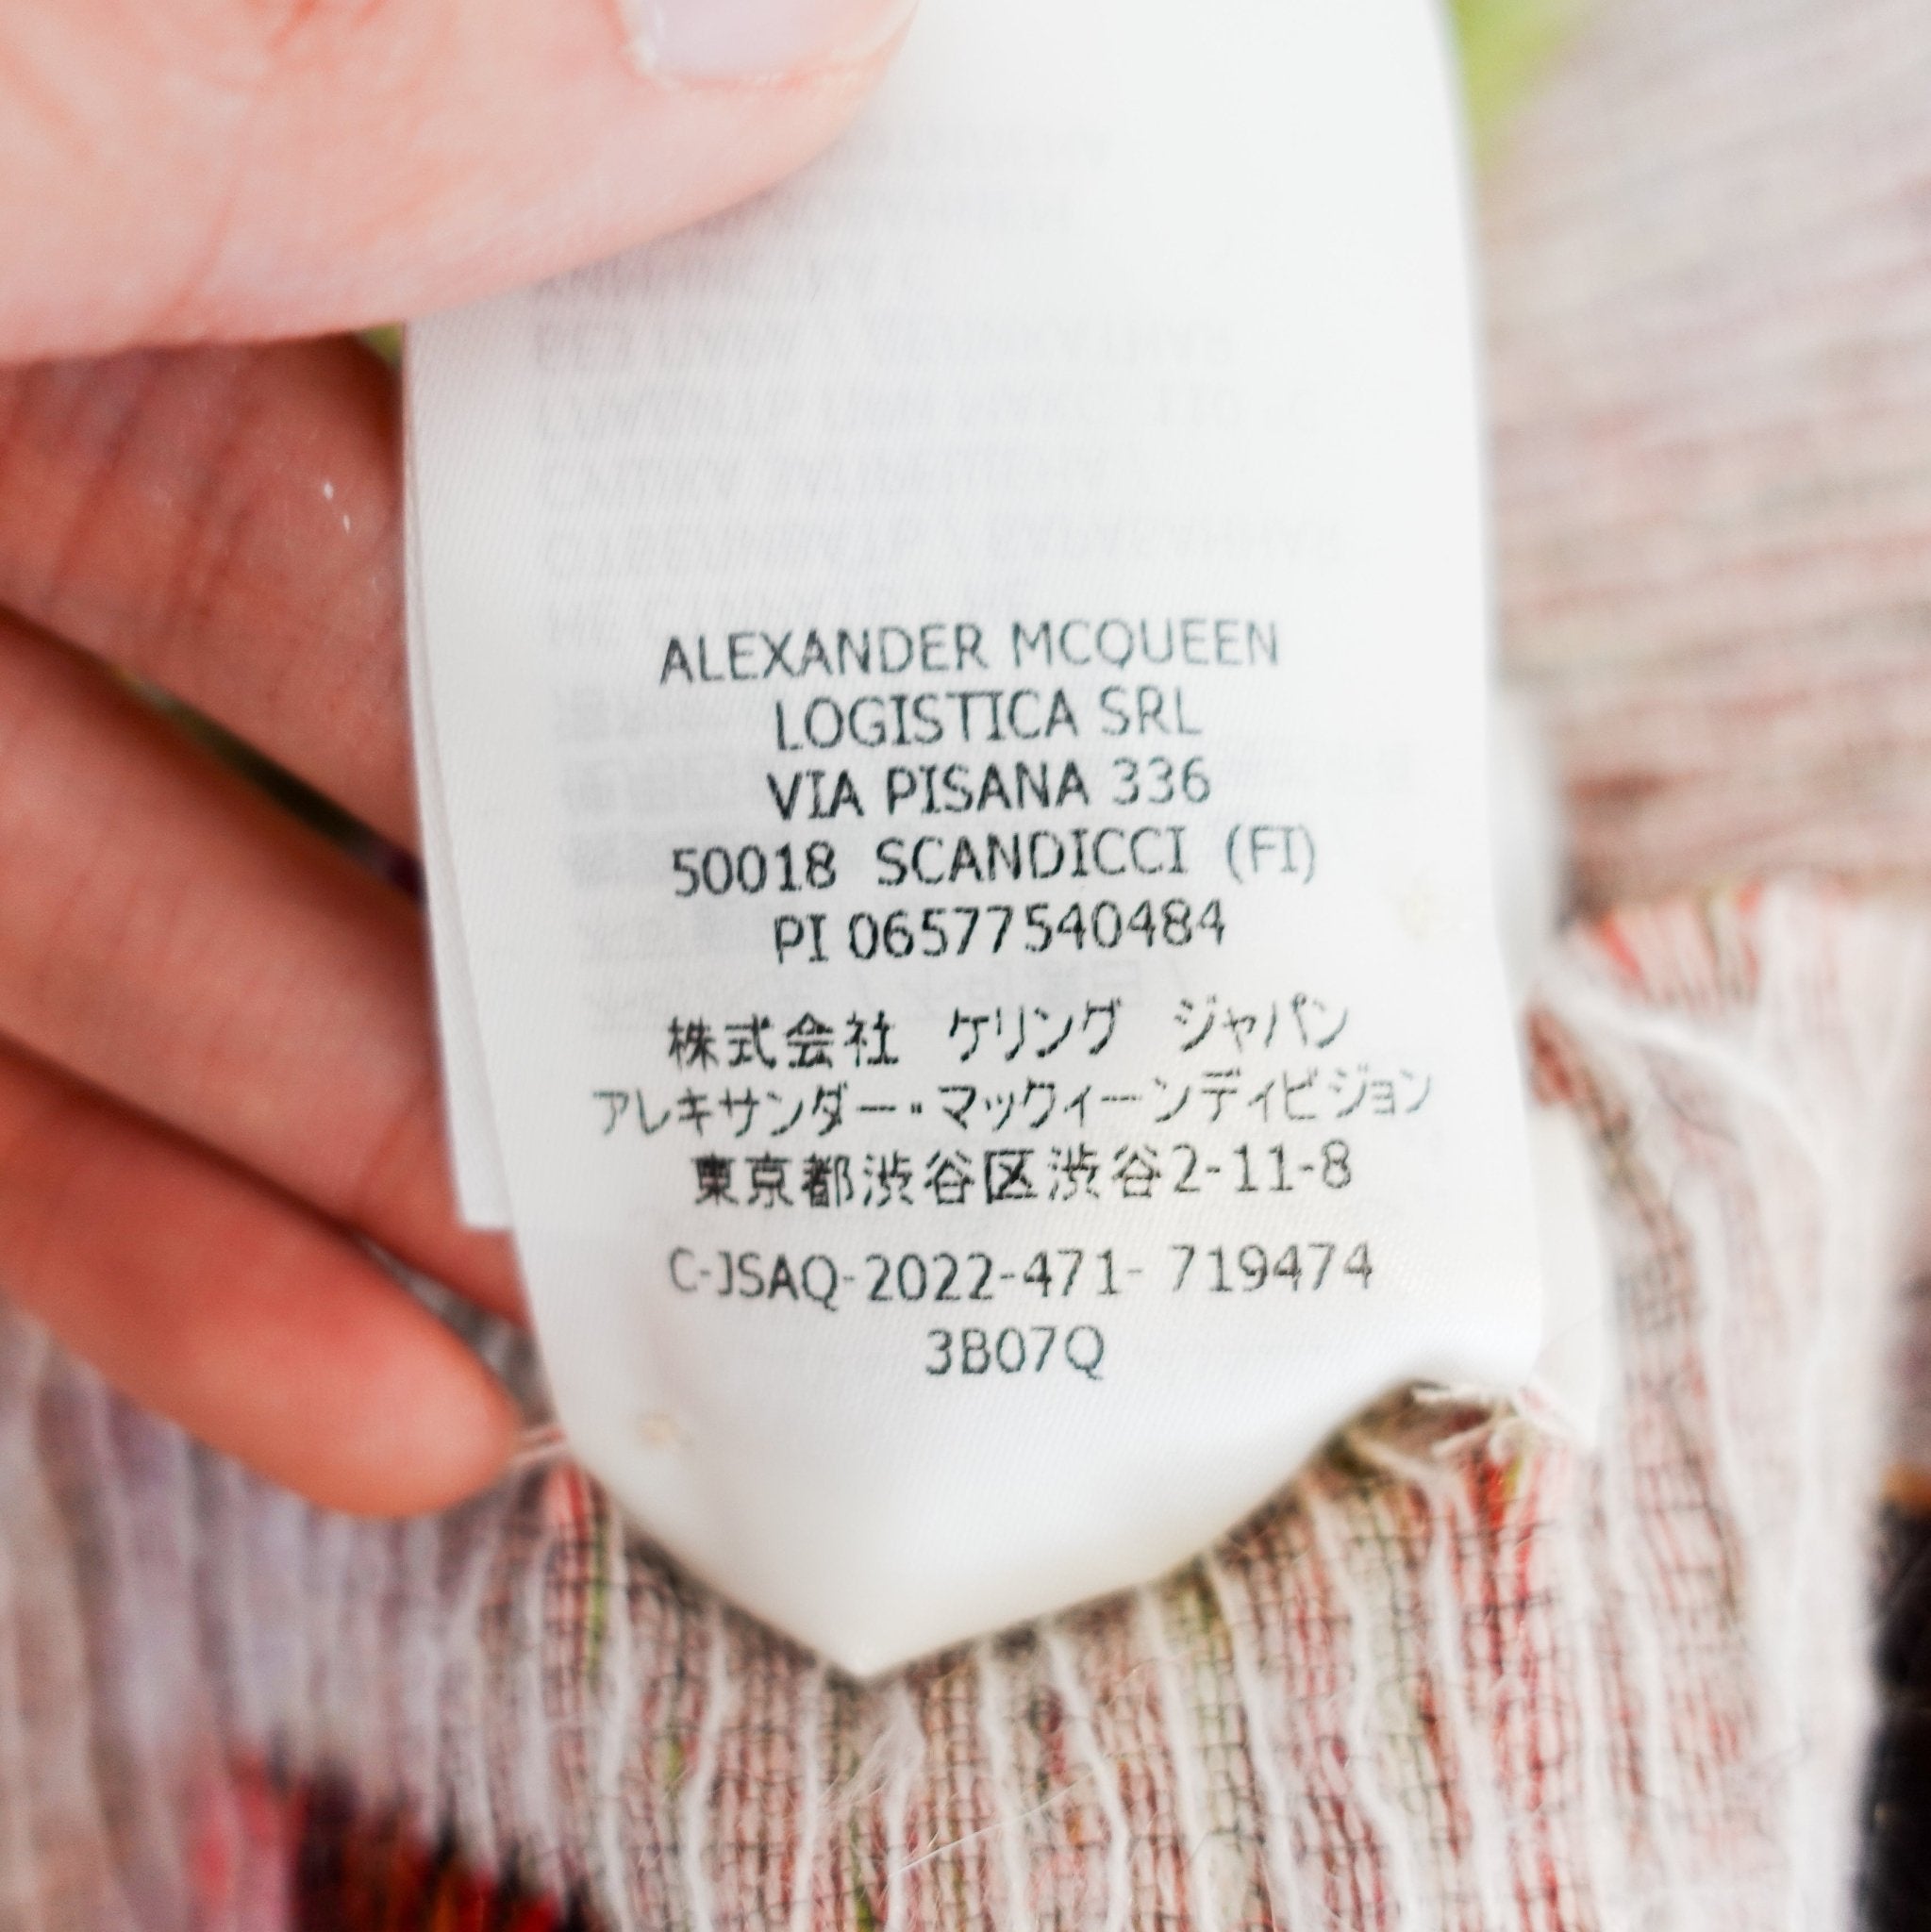 ALEXANDER MCQUEEN
LOGISTICA SRL
VIA PISANA 336
50018 SCANDICCI (FI)
PI 06577540484
株式会社 ケリング ジャパン
アレキサンダー・マックィーンディビジョン
東京都渋谷区渋谷2-11-8
C-JSAQ-2022-471- 719474
3B07Q